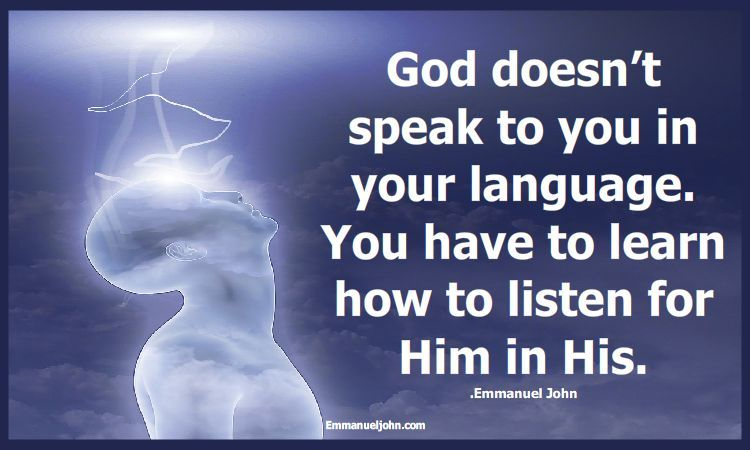 God doesn’t
speak to you in
your language.
You have to learn
how to listen for
Him in His.
.Emmanuel John
Emmanueljohn.com